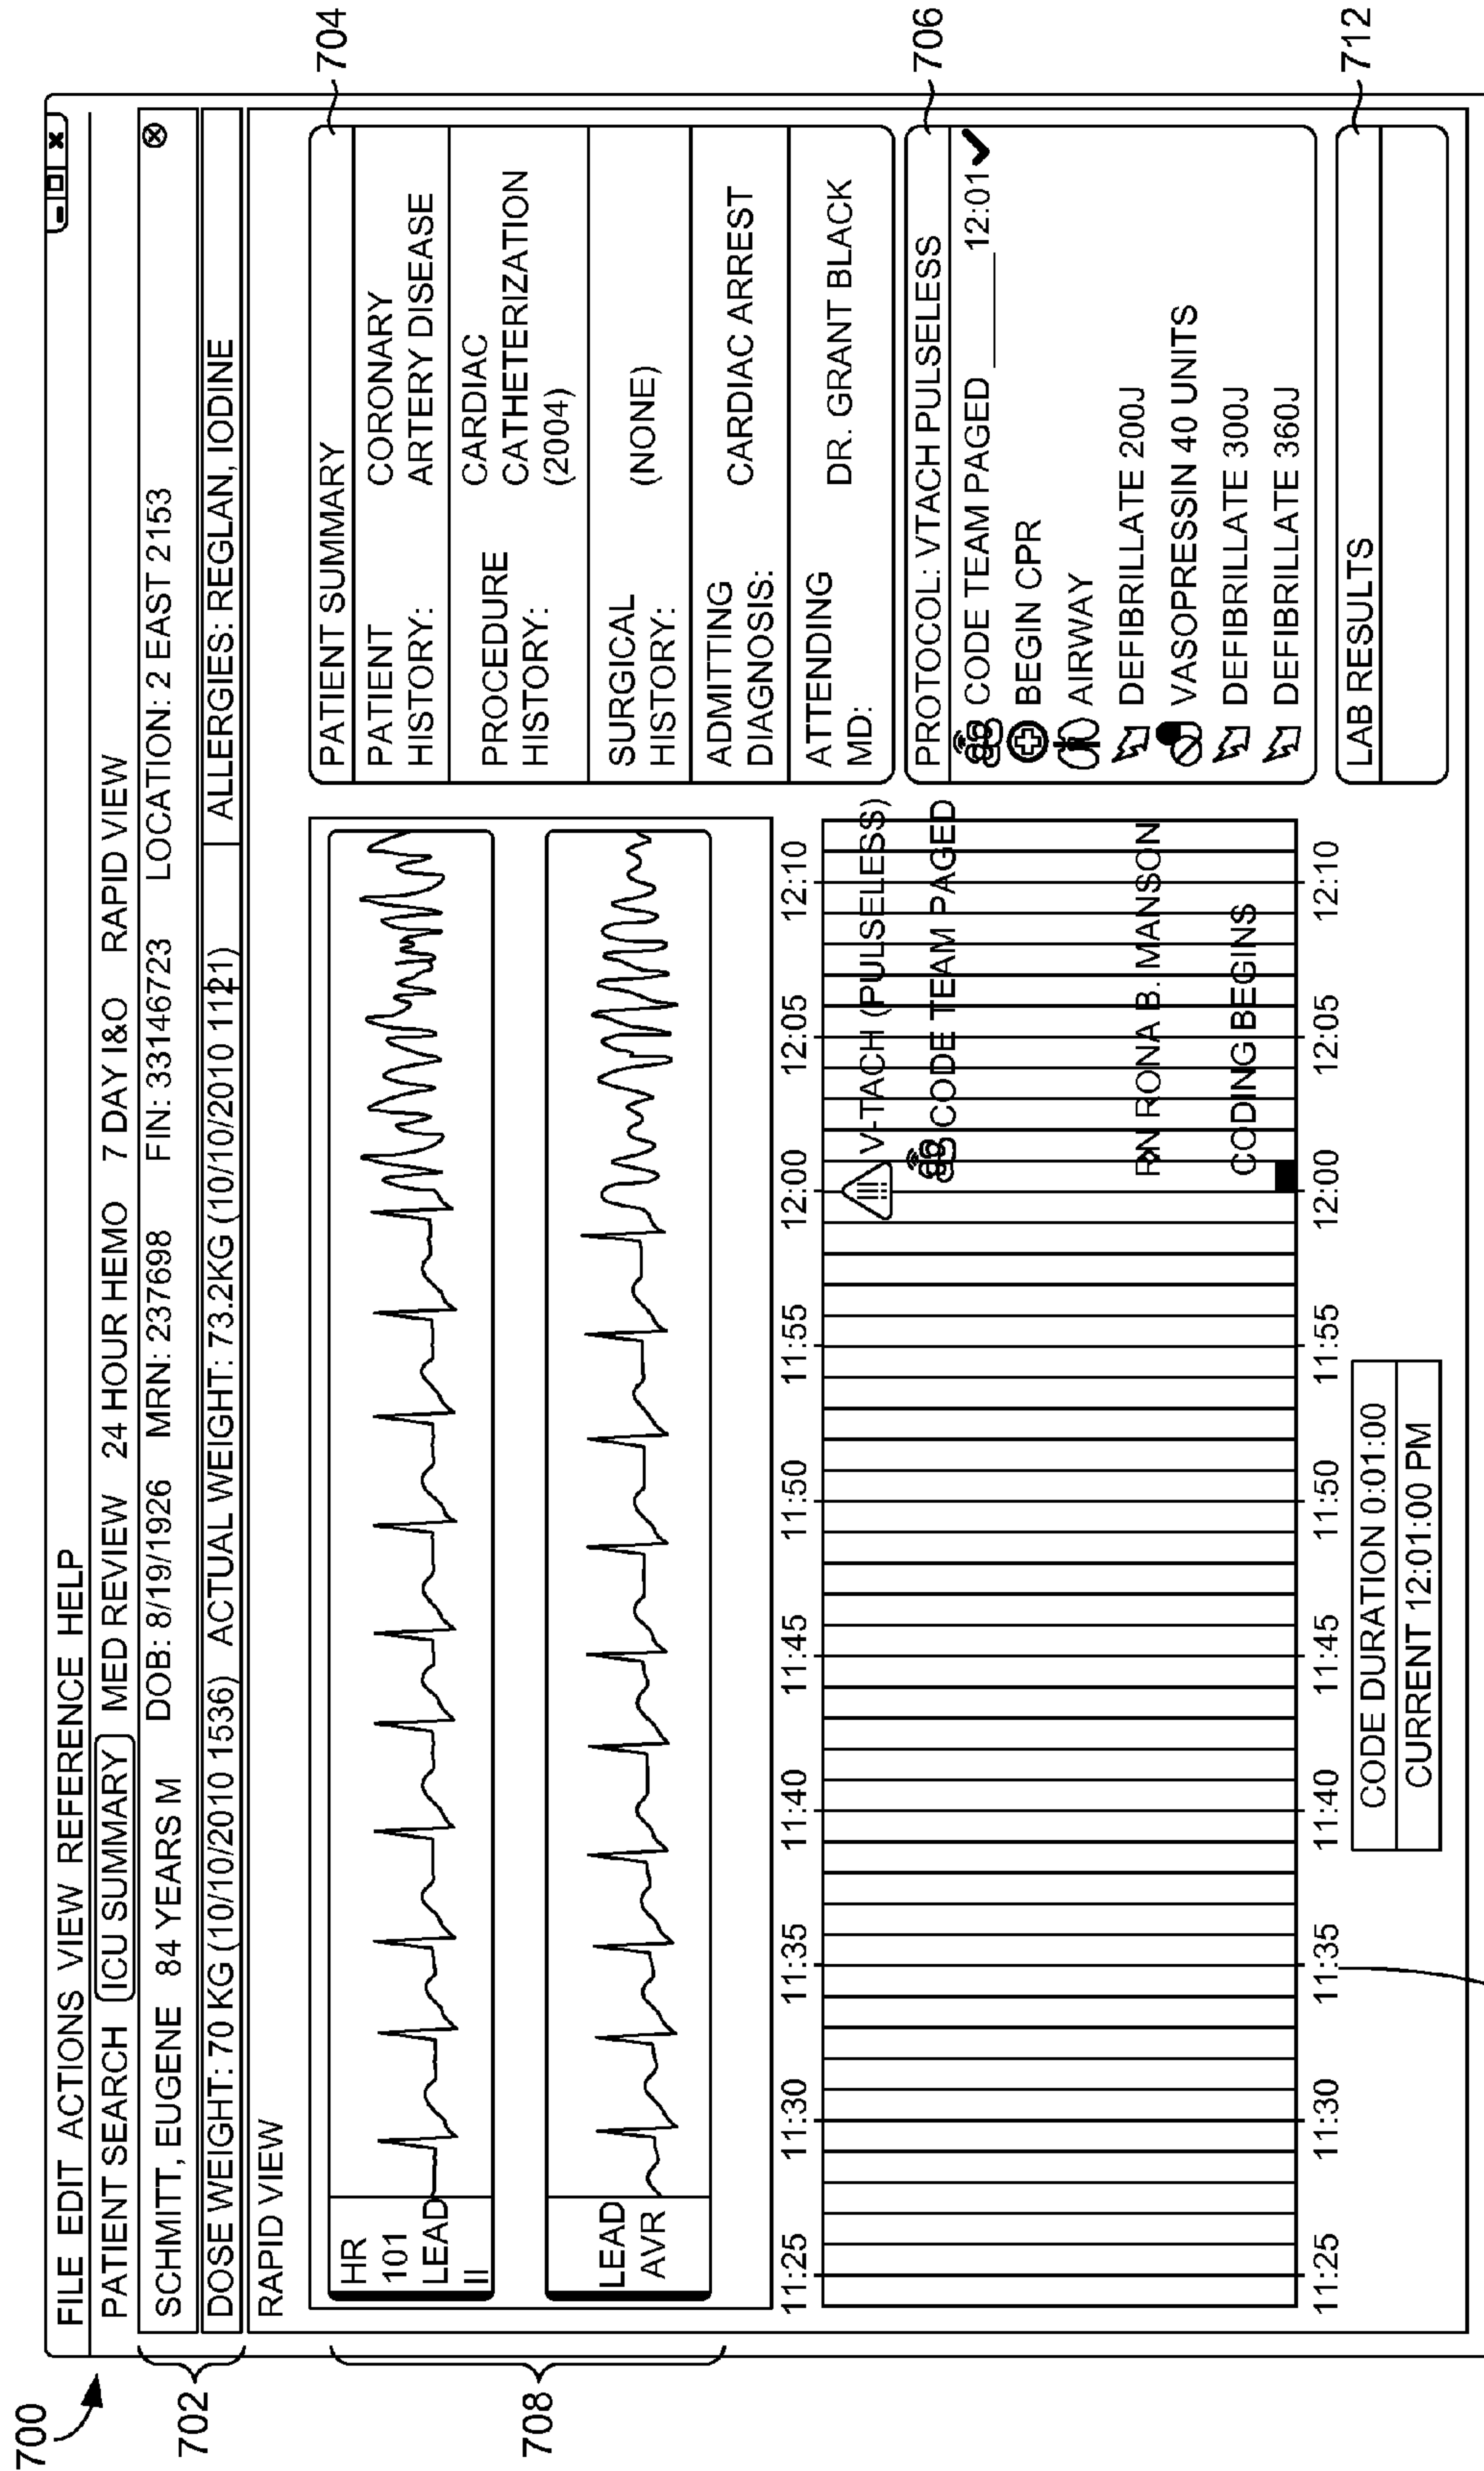 700
FILE EDIT ACTIONS VIEW REFERENCE HELP
PATIENT SEARCH ICU SUMMARY MED REVIEW 24 HOUR HEMO 7 DAY I&O RAPID VIEW
702
SCHMITT, EUGENE 84 YEARS M DOB: 8/19/1926 MRN: 237698 FIN: 33146723 LOCATION: 2 EAST 2153
DOSE WEIGHT: 70 KG (10/10/2010 1536) ACTUAL WEIGHT: 73.2KG (10/10/2010 1121) ALLERGIES: REGLAN, IODINE
RAPID VIEW
708
HR
101
LEAD
II
LEAD
AVR
11:25 11:30 11:35 11:40 11:45 11:50 11:55 12:00 12:05 12:10
V-TACH (PULSELESS)
CODE TEAM PAGED
RN RONA B. MANSON
CODING BEGINS
11:25 11:30 11:35 11:40 11:45 11:50 11:55 12:00 12:05 12:10
CODE DURATION 0:01:00
CURRENT 12:01:00 PM
704
PATIENT SUMMARY
PATIENT CORONARY
HISTORY: ARTERY DISEASE
CARDIAC
PROCEDURE CATHETERIZATION
HISTORY: (2004)
SURGICAL
HISTORY: (NONE)
ADMITTING
DIAGNOSIS: CARDIAC ARREST
ATTENDING
MD: DR. GRANT BLACK
706
PROTOCOL: VTACH PULSELESS
CODE TEAM PAGED ______ 12:01
BEGIN CPR
AIRWAY
DEFIBRILLATE 200J
VASOPRESSIN 40 UNITS
DEFIBRILLATE 300J
DEFIBRILLATE 360J
712
LAB RESULTS